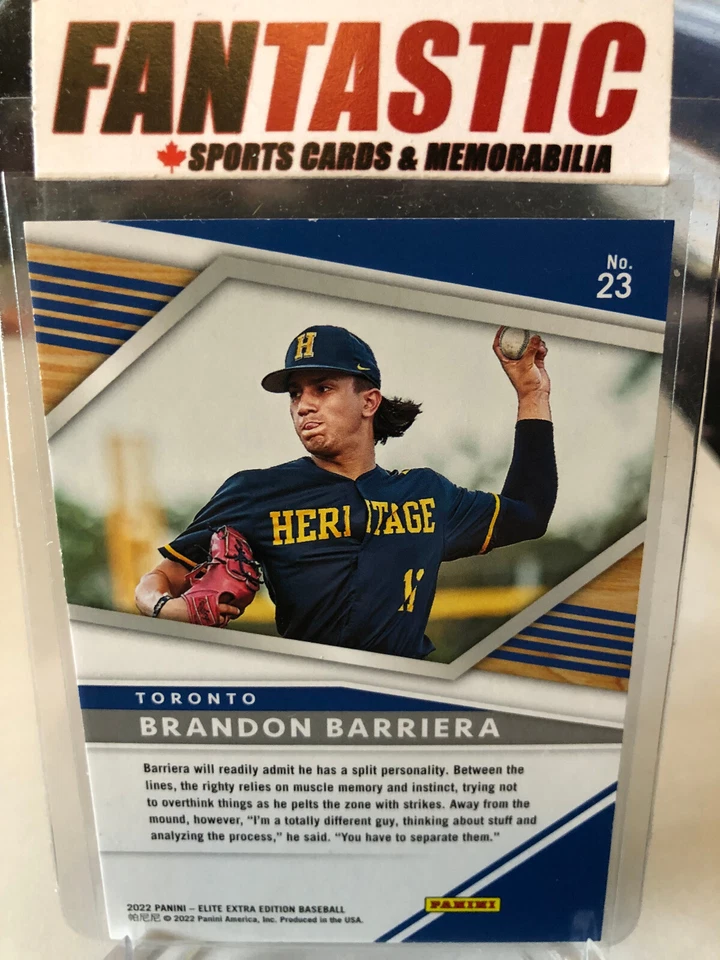 FANTASTIC
SPORTS CARDS & MEMORABILIA
No.
23
H
HERITAGE
11
TORONTO
BRANDON BARRIERA
Barriera will readily admit he has a split personality. Between the
lines, the righty relies on muscle memory and instinct, trying not
to overthink things as he pelts the zone with strikes. Away from the
mound, however, “I’m a totally different guy, thinking about stuff and
analyzing the process,” he said. “You have to separate them.”
2022 PANINI – ELITE EXTRA EDITION BASEBALL
帕尼尼 © 2022 Panini America, Inc. Produced in the USA.
PANINI